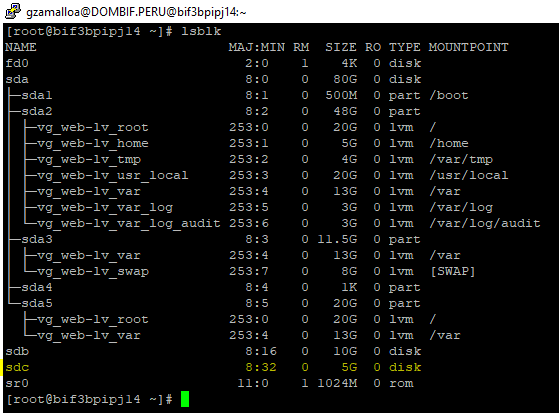 gzamalloa@DOMBIF.PERU@bif3bpipj14:~
[root@bif3bpipj14 ~]# lsblk
NAME                        MAJ:MIN RM  SIZE RO TYPE MOUNTPOINT
fd0                           2:0    1    4K  0 disk
sda                           8:0    0   80G  0 disk
├─sda1                        8:1    0  500M  0 part /boot
├─sda2                        8:2    0   48G  0 part
│ ├─vg_web-lv_root          253:0    0   20G  0 lvm  /
│ ├─vg_web-lv_home          253:1    0    5G  0 lvm  /home
│ ├─vg_web-lv_tmp           253:2    0    4G  0 lvm  /var/tmp
│ ├─vg_web-lv_usr_local     253:3    0   20G  0 lvm  /usr/local
│ ├─vg_web-lv_var           253:4    0   13G  0 lvm  /var
│ ├─vg_web-lv_var_log       253:5    0    3G  0 lvm  /var/log
│ └─vg_web-lv_var_log_audit 253:6    0    3G  0 lvm  /var/log/audit
├─sda3                        8:3    0 11.5G  0 part
│ ├─vg_web-lv_var           253:4    0   13G  0 lvm  /var
│ └─vg_web-lv_swap          253:7    0    8G  0 lvm  [SWAP]
├─sda4                        8:4    0    1K  0 part
└─sda5                        8:5    0   20G  0 part
  ├─vg_web-lv_root          253:0    0   20G  0 lvm  /
  └─vg_web-lv_var           253:4    0   13G  0 lvm  /var
sdb                           8:16   0   10G  0 disk
sdc                           8:32   0    5G  0 disk
sr0                          11:0    1 1024M  0 rom
[root@bif3bpipj14 ~]#